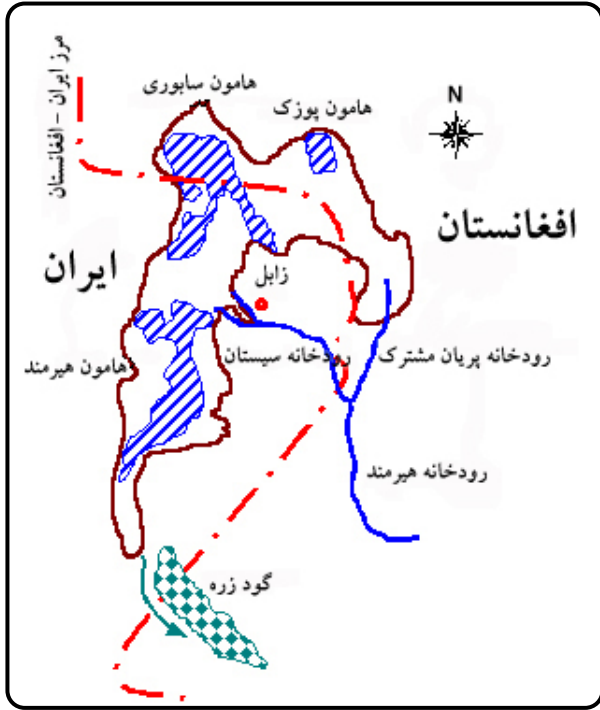 مرز ایران - افغانستان
هامون سابوری
هامون پوزک
N
افغانستان
ایران
زابل
هامون هیرمند
رودخانه سیستان
رودخانه پریان مشترک
رودخانه هیرمند
گود زره